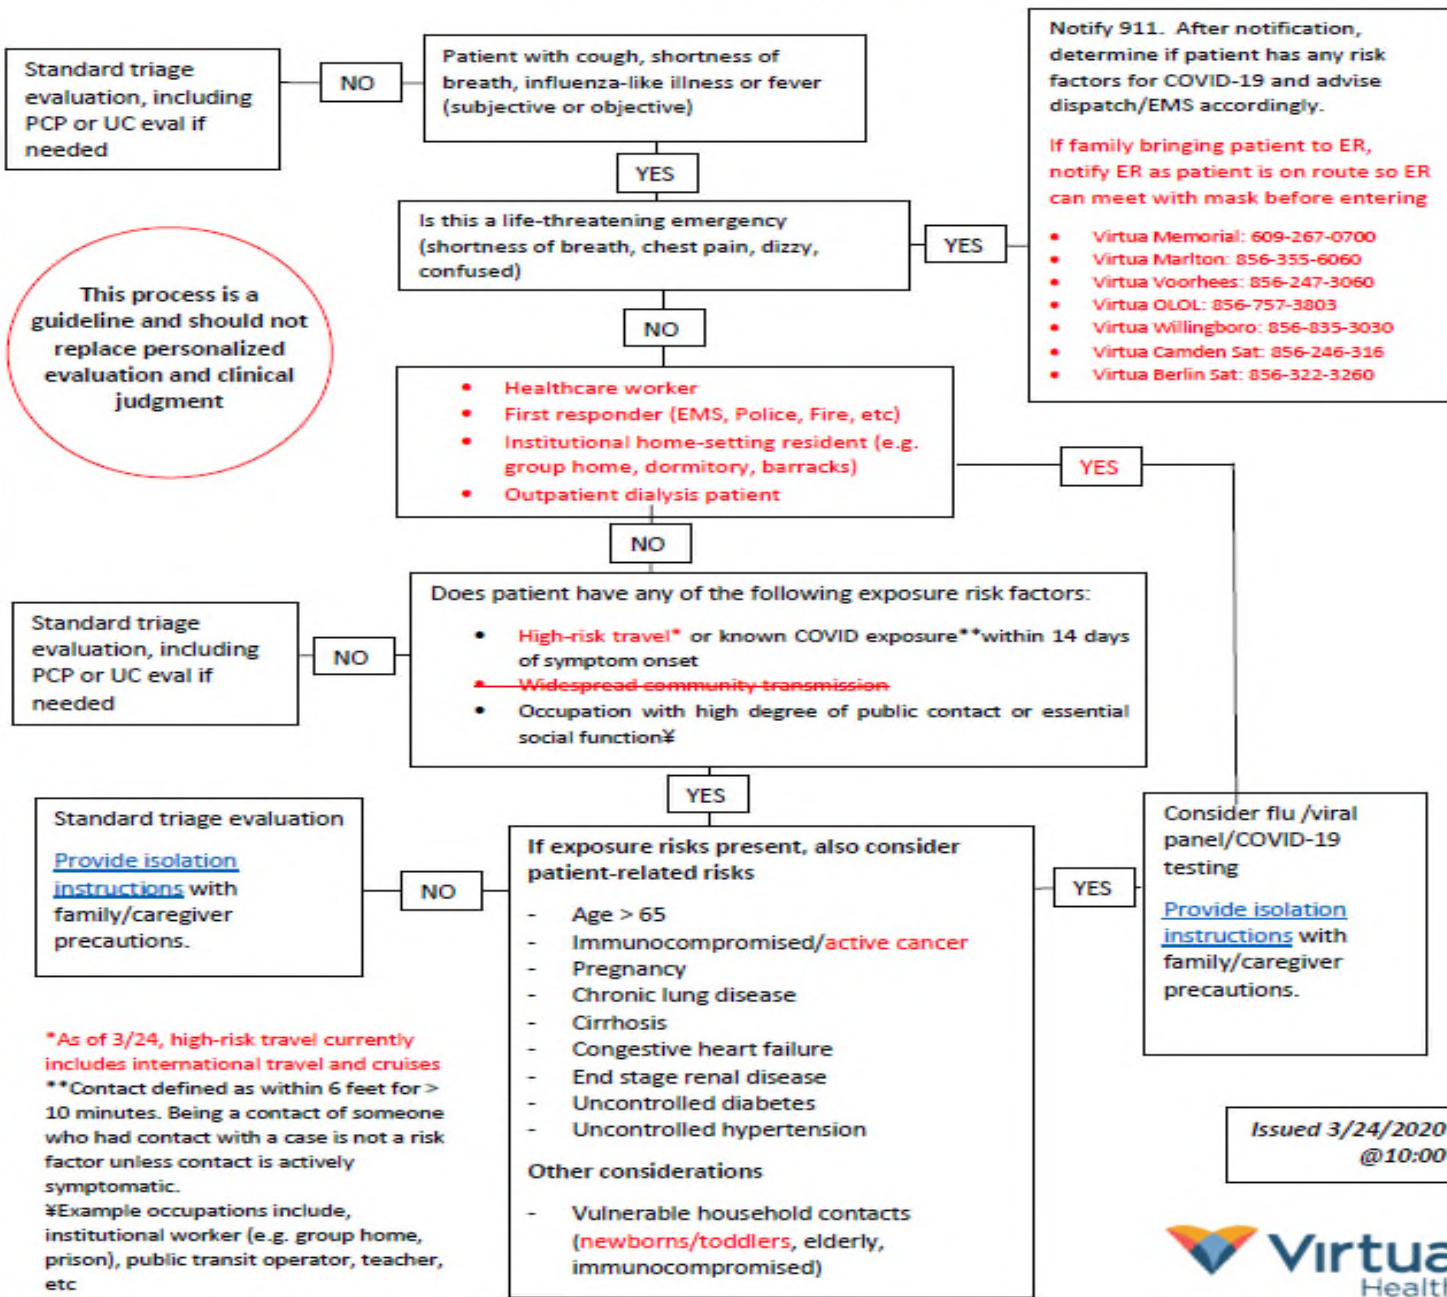 Standard triage
evaluation, including
PCP or UC eval if
needed
NO
Patient with cough, shortness of
breath, influenza-like illness or fever
(subjective or objective)
YES
Is this a life-threatening emergency
(shortness of breath, chest pain, dizzy,
confused)
YES
Notify 911. After notification,
determine if patient has any risk
factors for COVID-19 and advise
dispatch/EMS accordingly.
If family bringing patient to ER,
notify ER as patient is on route so ER
can meet with mask before entering
• Virtua Memorial: 609-267-0700
• Virtua Marlton: 856-355-6060
• Virtua Voorhees: 856-247-3060
• Virtua OLOL: 856-757-3803
• Virtua Willingboro: 856-835-3030
• Virtua Camden Sat: 856-246-316
• Virtua Berlin Sat: 856-322-3260
This process is a
guideline and should not
replace personalized
evaluation and clinical
judgment
NO
• Healthcare worker
• First responder (EMS, Police, Fire, etc)
• Institutional home-setting resident (e.g.
group home, dormitory, barracks)
• Outpatient dialysis patient
YES
NO
Does patient have any of the following exposure risk factors:
• High-risk travel* or known COVID exposure**within 14 days
of symptom onset
• Widespread community transmission
• Occupation with high degree of public contact or essential
social function¥
NO
Standard triage
evaluation, including
PCP or UC eval if
needed
YES
If exposure risks present, also consider
patient-related risks
- Age > 65
- Immunocompromised/active cancer
- Pregnancy
- Chronic lung disease
- Cirrhosis
- Congestive heart failure
- End stage renal disease
- Uncontrolled diabetes
- Uncontrolled hypertension
Other considerations
- Vulnerable household contacts
(newborns/toddlers, elderly,
immunocompromised)
NO
Standard triage evaluation
Provide isolation
instructions with
family/caregiver
precautions.
YES
Consider flu /viral
panel/COVID-19
testing
Provide isolation
instructions with
family/caregiver
precautions.
*As of 3/24, high-risk travel currently
includes international travel and cruises
**Contact defined as within 6 feet for >
10 minutes. Being a contact of someone
who had contact with a case is not a risk
factor unless contact is actively
symptomatic.
¥Example occupations include,
institutional worker (e.g. group home,
prison), public transit operator, teacher,
etc
Issued 3/24/2020
@10:00
Virtua
Health